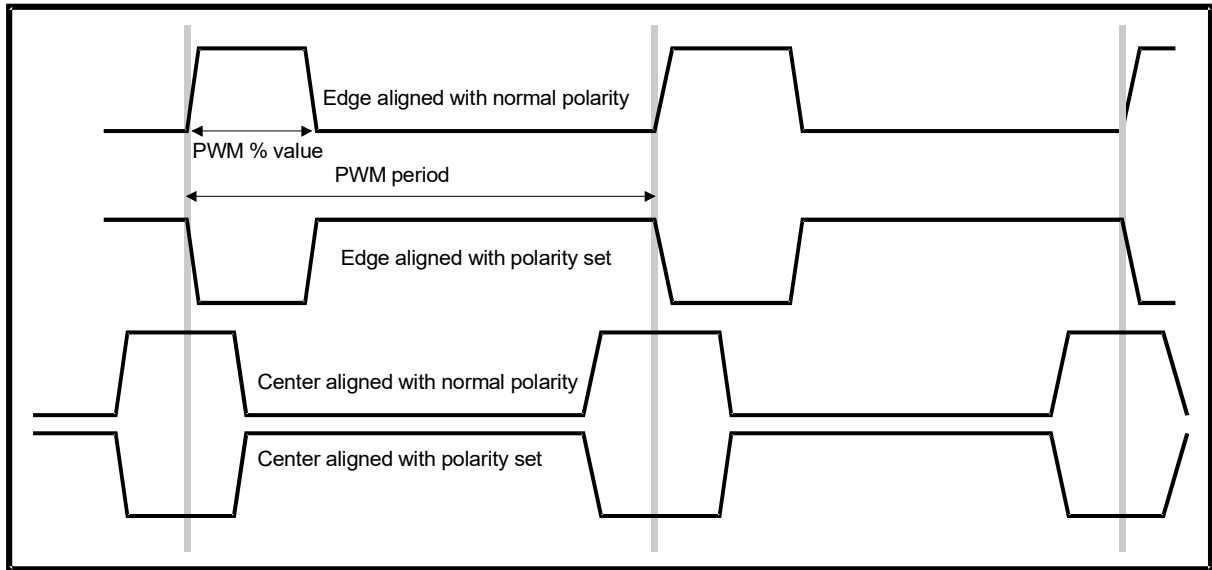 Edge aligned with normal polarity
PWM % value
PWM period
Edge aligned with polarity set
Center aligned with normal polarity
Center aligned with polarity set